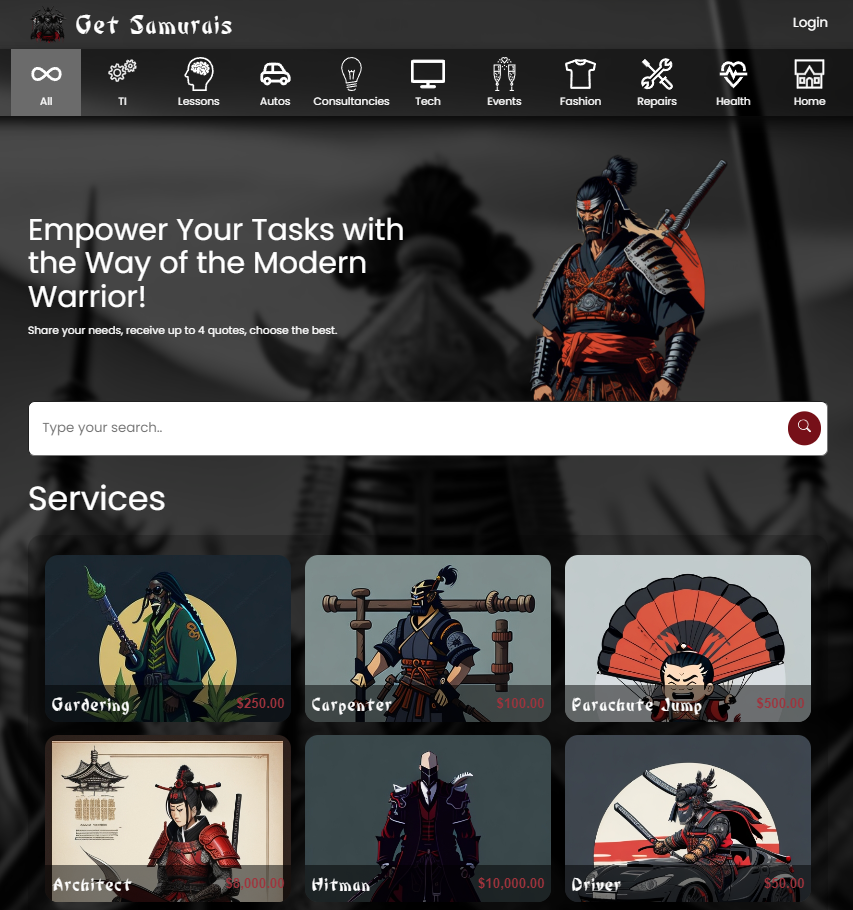 Get Samurais
Login
All
TI
Lessons
Autos
Consultancies
Tech
Events
Fashion
Repairs
Health
Home
Empower Your Tasks with
the Way of the Modern
Warrior!
Share your needs, receive up to 4 quotes, choose the best.
Type your search..
Services
Gardering $250.00
Carpenter $100.00
Parachute Jump $500.00
Architect $8,000.00
Hitman $10,000.00
Driver $50.00